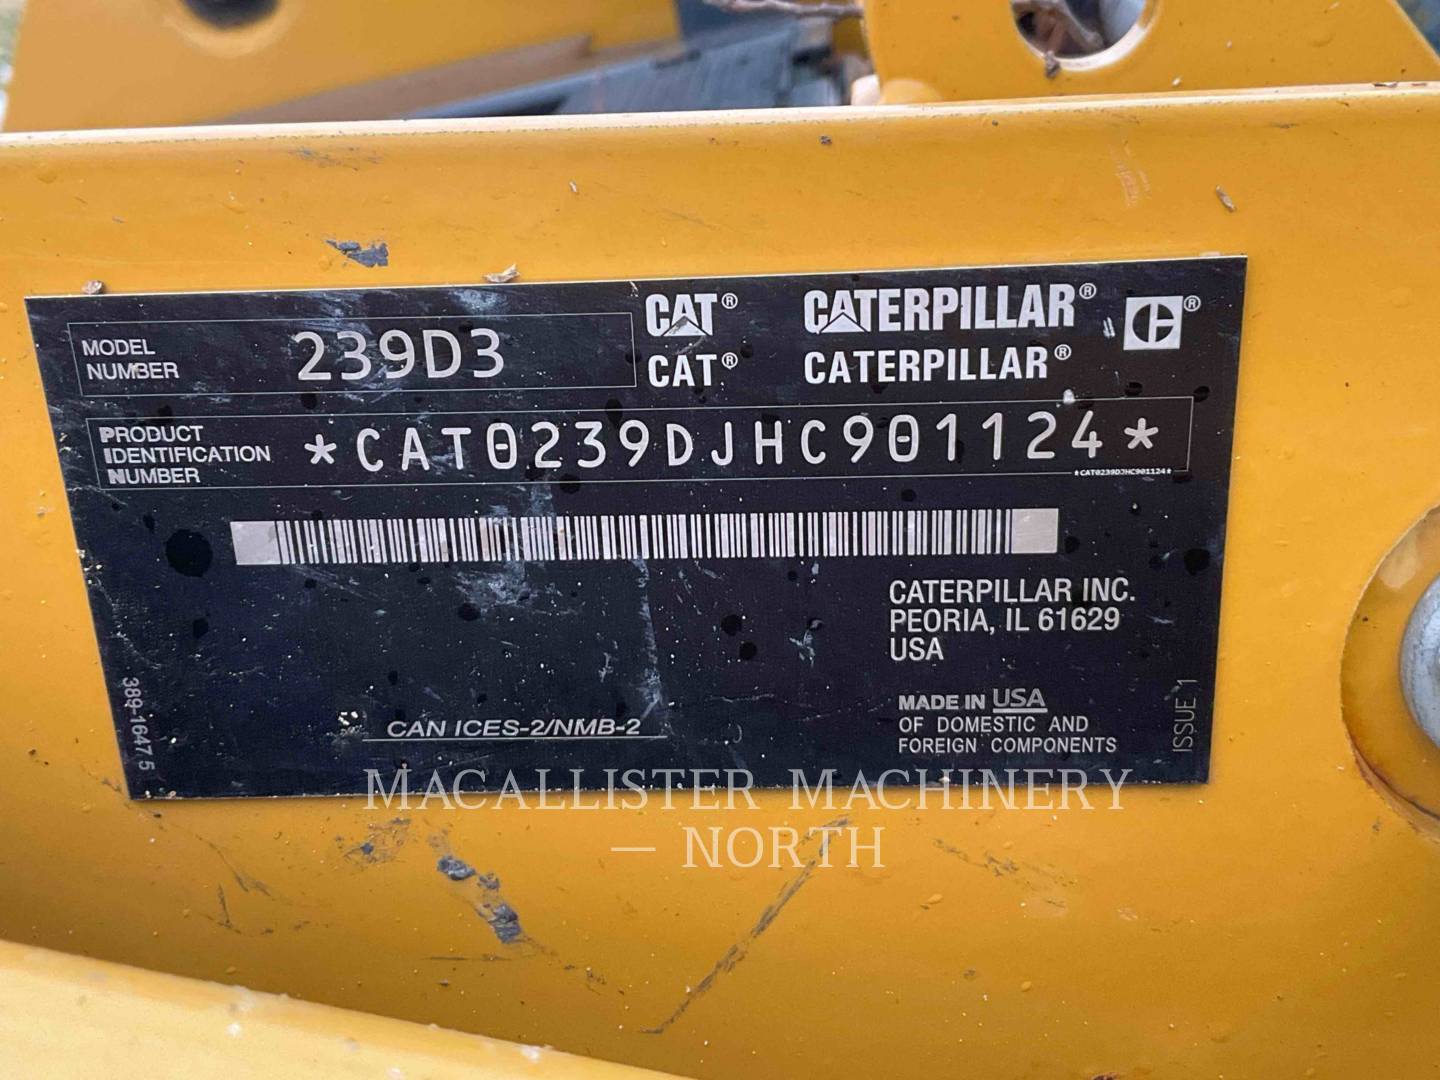 MODEL
NUMBER
239D3
CAT® CATERPILLAR® ®
CAT® CATERPILLAR®
PRODUCT
IDENTIFICATION
NUMBER
*CAT0239DJHC901124*
*CAT0239DJHC901124*
CATERPILLAR INC.
PEORIA, IL 61629
USA
MADE IN USA
OF DOMESTIC AND
FOREIGN COMPONENTS
ISSUE 1
389-1647 5
CAN ICES-2/NMB-2
MACALLISTER MACHINERY
— NORTH